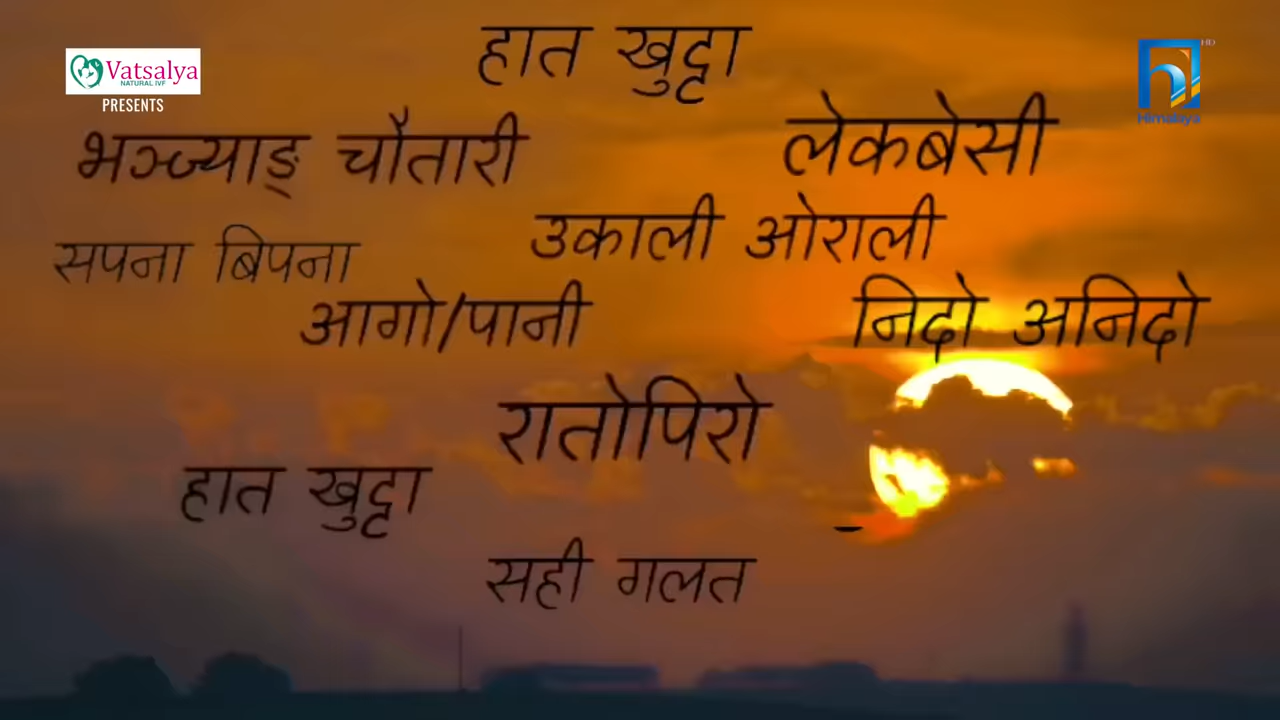 हात खुट्टा
Vatsalya
NATURAL IVF
PRESENTS
HD
Himalaya
भञ्ज्याङ् चौतारी
लेकबेसी
उकाली ओराली
सपना बिपना
आगो/पानी
निदो अनिदो
रातोपिरो
हात खुट्टा
सही गलत